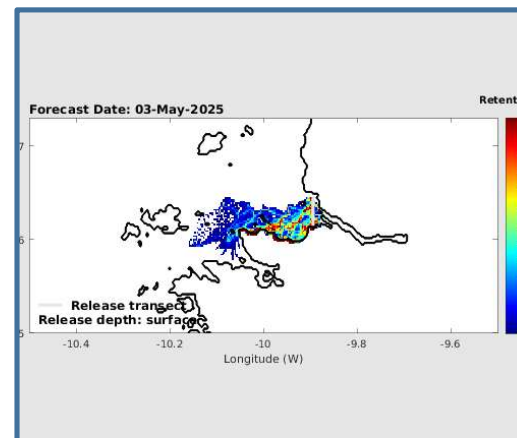 Retent
Forecast Date: 03-May-2025
7
6
5
Release transect
Release depth: surface
-10.4 -10.2 -10 -9.8 -9.6
Longitude (W)